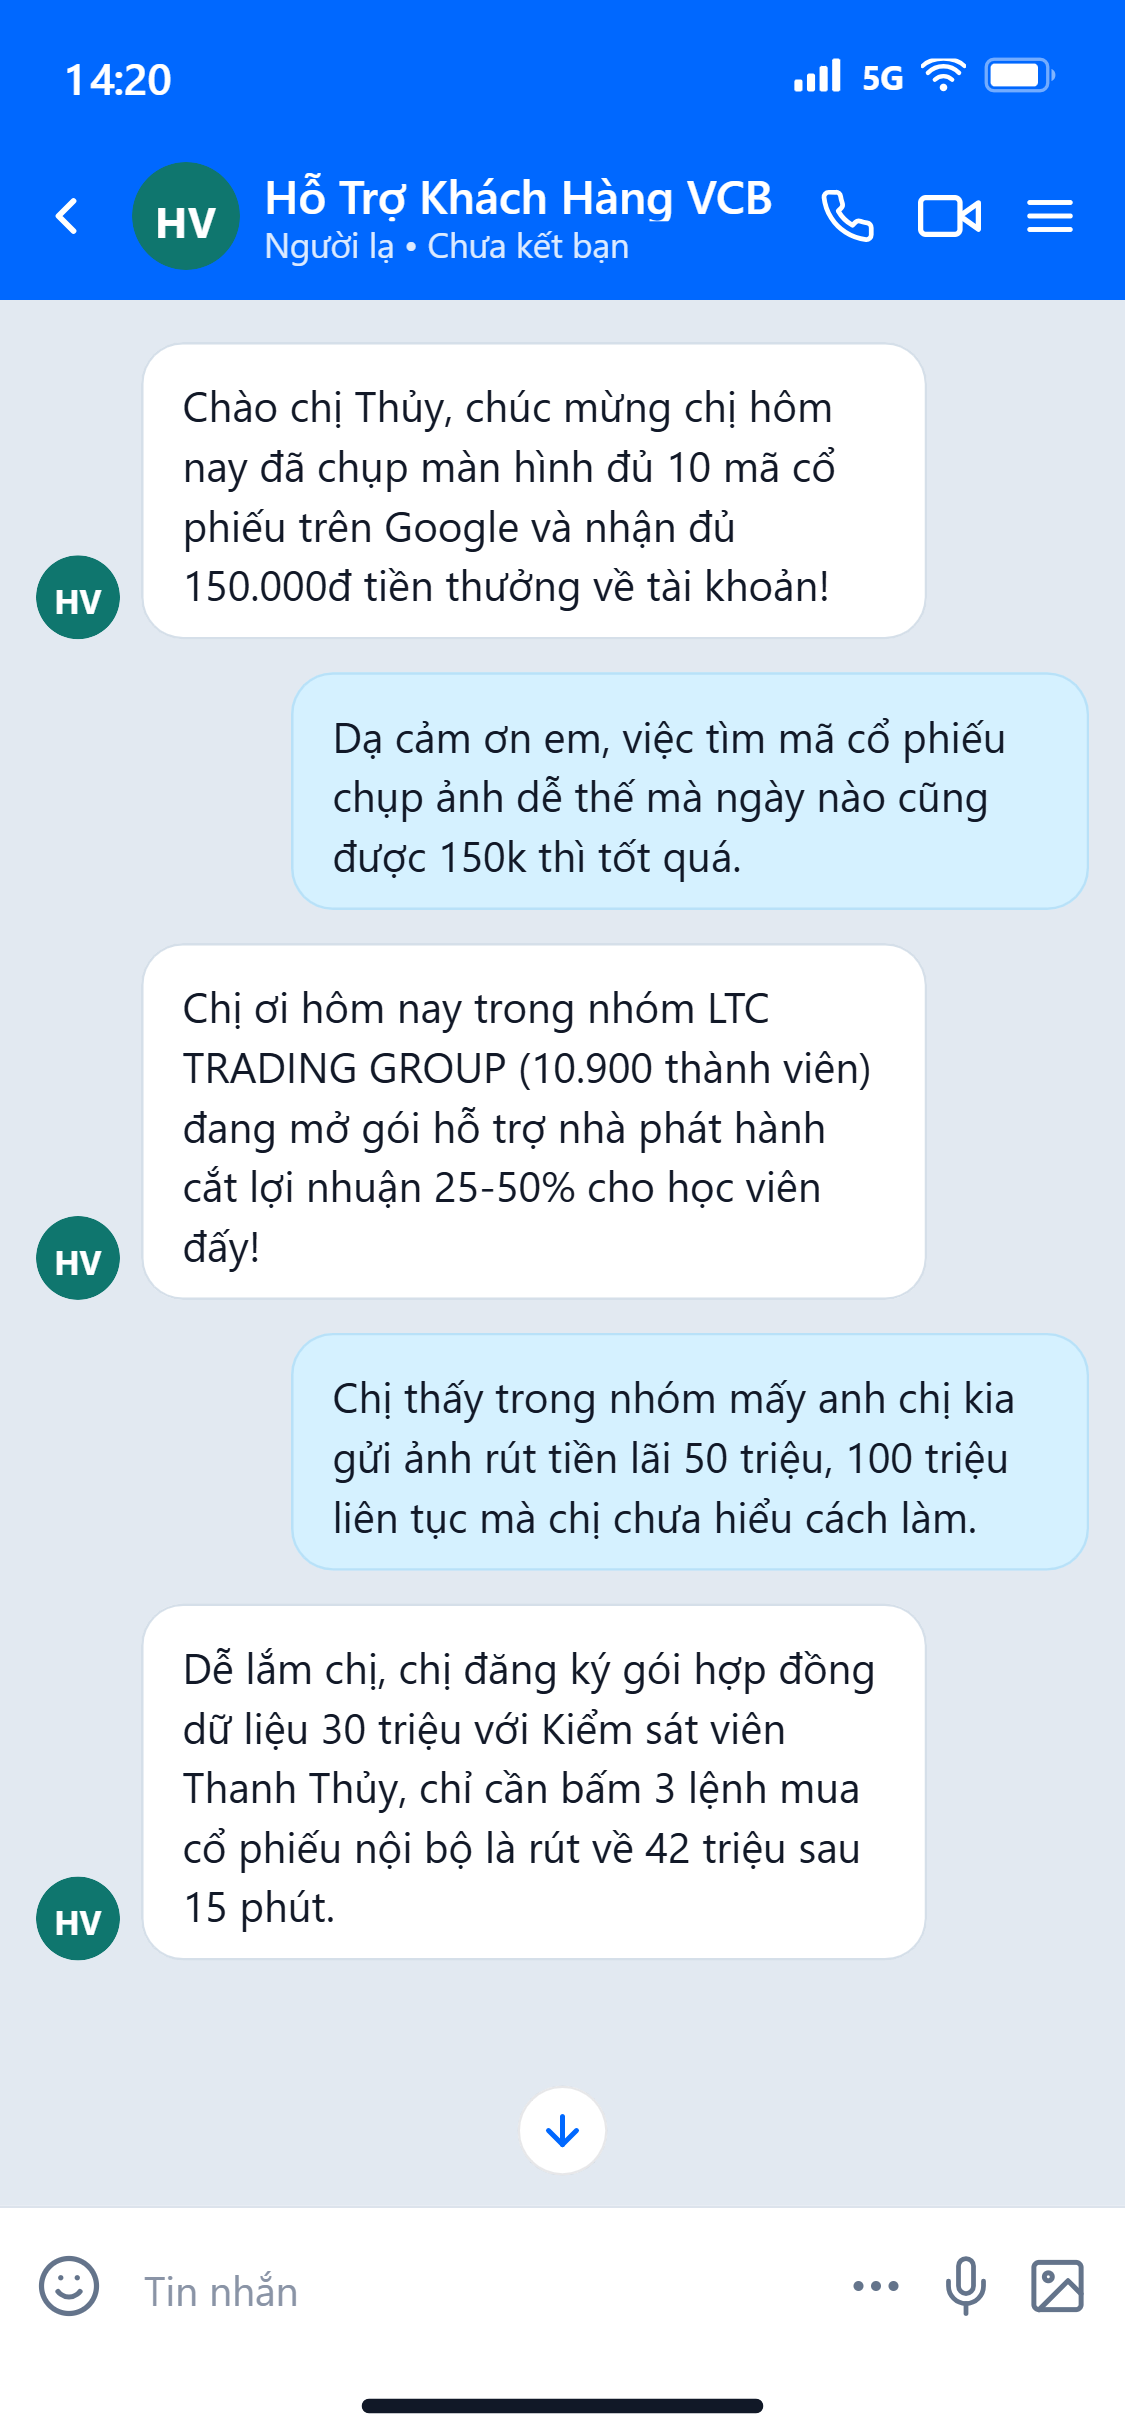 14:20
5G
HV
Hỗ Trợ Khách Hàng VCB
Người lạ • Chưa kết bạn
Chào chị Thủy, chúc mừng chị hôm
nay đã chụp màn hình đủ 10 mã cổ
phiếu trên Google và nhận đủ
150.000đ tiền thưởng về tài khoản!
HV
Dạ cảm ơn em, việc tìm mã cổ phiếu
chụp ảnh dễ thế mà ngày nào cũng
được 150k thì tốt quá.
Chị ơi hôm nay trong nhóm LTC
TRADING GROUP (10.900 thành viên)
đang mở gói hỗ trợ nhà phát hành
cắt lợi nhuận 25-50% cho học viên
đấy!
HV
Chị thấy trong nhóm mấy anh chị kia
gửi ảnh rút tiền lãi 50 triệu, 100 triệu
liên tục mà chị chưa hiểu cách làm.
Dễ lắm chị, chị đăng ký gói hợp đồng
dữ liệu 30 triệu với Kiểm sát viên
Thanh Thủy, chỉ cần bấm 3 lệnh mua
cổ phiếu nội bộ là rút về 42 triệu sau
15 phút.
HV
Tin nhắn